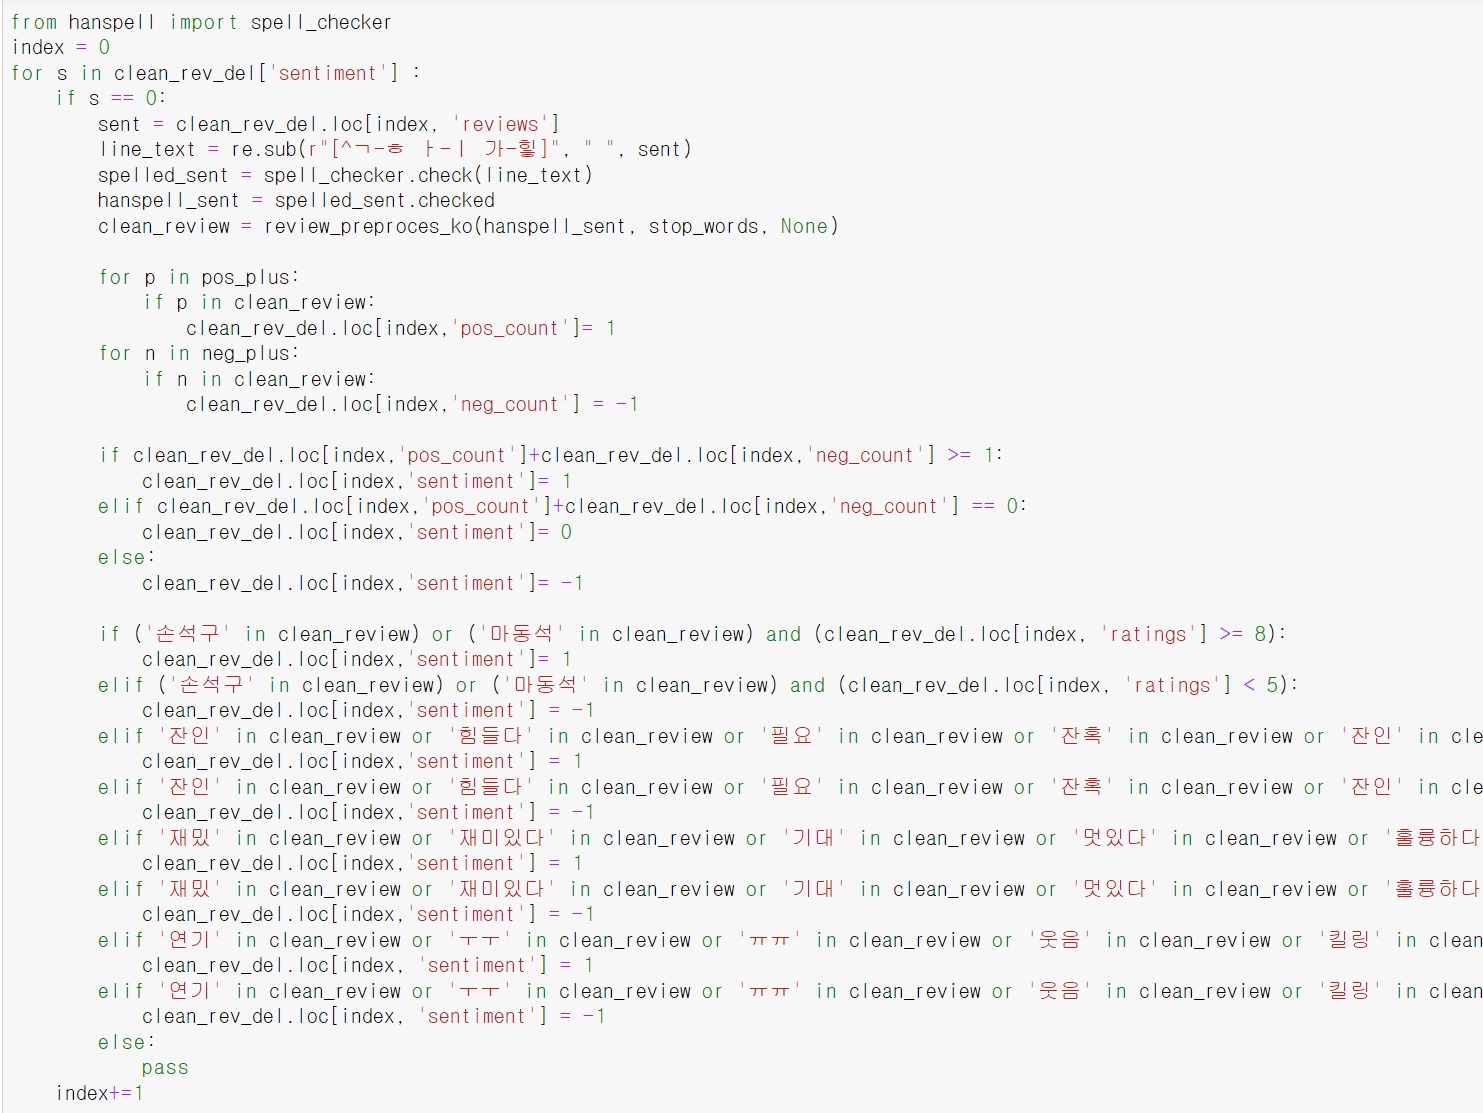 from hanspell import spell_checker
index = 0
for s in clean_rev_del['sentiment'] :
    if s == 0:
        sent = clean_rev_del.loc[index, 'reviews']
        line_text = re.sub(r"[^ㄱ-ㅎ ㅏ-ㅣ 가-힣]", " ", sent)
        spelled_sent = spell_checker.check(line_text)
        hanspell_sent = spelled_sent.checked
        clean_review = review_preproces_ko(hanspell_sent, stop_words, None)

        for p in pos_plus:
            if p in clean_review:
                clean_rev_del.loc[index,'pos_count']= 1
        for n in neg_plus:
            if n in clean_review:
                clean_rev_del.loc[index,'neg_count'] = -1

        if clean_rev_del.loc[index,'pos_count']+clean_rev_del.loc[index,'neg_count'] >= 1:
            clean_rev_del.loc[index,'sentiment']= 1
        elif clean_rev_del.loc[index,'pos_count']+clean_rev_del.loc[index,'neg_count'] == 0:
            clean_rev_del.loc[index,'sentiment']= 0
        else:
            clean_rev_del.loc[index,'sentiment']= -1

        if ('손석구' in clean_review) or ('마동석' in clean_review) and (clean_rev_del.loc[index, 'ratings'] >= 8):
            clean_rev_del.loc[index,'sentiment']= 1
        elif ('손석구' in clean_review) or ('마동석' in clean_review) and (clean_rev_del.loc[index, 'ratings'] < 5):
            clean_rev_del.loc[index,'sentiment'] = -1
        elif '잔인' in clean_review or '힘들다' in clean_review or '필요' in clean_review or '잔혹' in clean_review or '잔인' in cle
            clean_rev_del.loc[index,'sentiment'] = 1
        elif '잔인' in clean_review or '힘들다' in clean_review or '필요' in clean_review or '잔혹' in clean_review or '잔인' in cle
            clean_rev_del.loc[index,'sentiment'] = -1
        elif '재밌' in clean_review or '재미있다' in clean_review or '기대' in clean_review or '멋있다' in clean_review or '훌륭하다
            clean_rev_del.loc[index,'sentiment'] = 1
        elif '재밌' in clean_review or '재미있다' in clean_review or '기대' in clean_review or '멋있다' in clean_review or '훌륭하다
            clean_rev_del.loc[index,'sentiment'] = -1
        elif '연기' in clean_review or 'ㅜㅜ' in clean_review or 'ㅠㅠ' in clean_review or '웃음' in clean_review or '킬링' in clean
            clean_rev_del.loc[index, 'sentiment'] = 1
        elif '연기' in clean_review or 'ㅜㅜ' in clean_review or 'ㅠㅠ' in clean_review or '웃음' in clean_review or '킬링' in clean
            clean_rev_del.loc[index, 'sentiment'] = -1
        else:
            pass
    index+=1